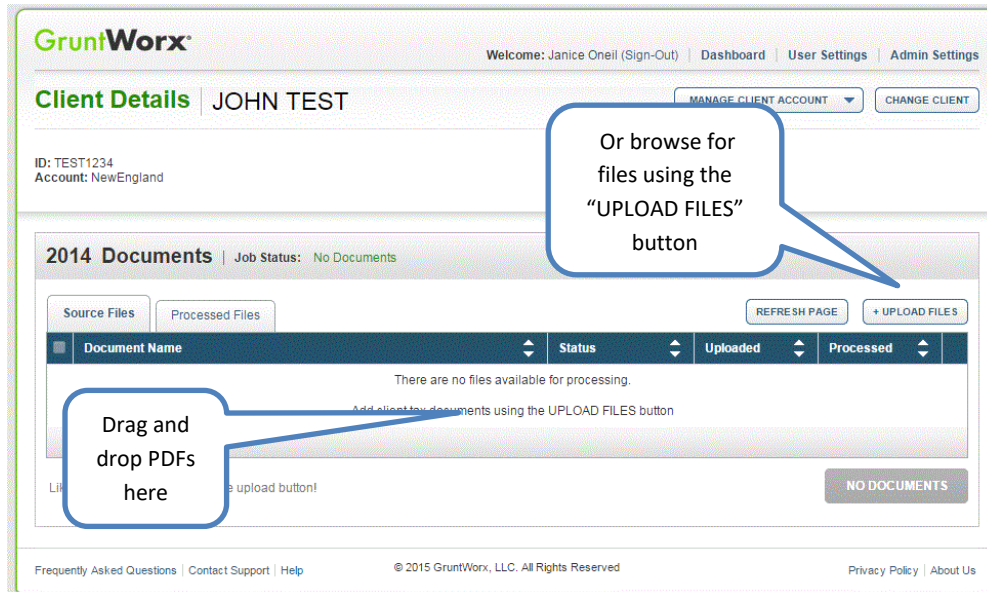 GruntWorx
Welcome: Janice Oneil (Sign-Out) | Dashboard | User Settings | Admin Settings
Client Details | JOHN TEST
MANAGE CLIENT ACCOUNT
CHANGE CLIENT
ID: TEST1234
Account: NewEngland
Or browse for
files using the
“UPLOAD FILES”
button
2014 Documents | Job Status: No Documents
Source Files
Processed Files
REFRESH PAGE
+ UPLOAD FILES
Document Name
Status
Uploaded
Processed
There are no files available for processing.
Add client tax documents using the UPLOAD FILES button
Drag and
drop PDFs
here
upload button!
NO DOCUMENTS
Frequently Asked Questions | Contact Support | Help
© 2015 GruntWorx, LLC. All Rights Reserved
Privacy Policy | About Us